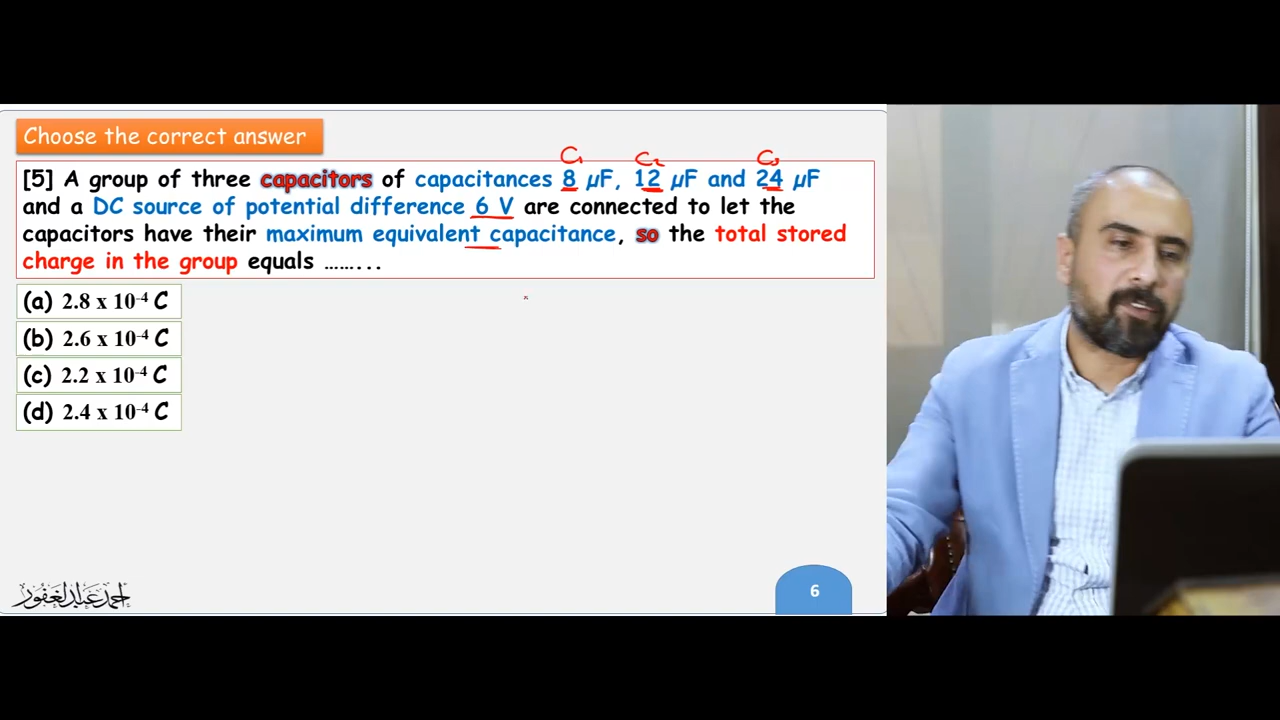 Choose the correct answer
C₁ C₂ C₃
[5] A group of three capacitors of capacitances 8 μF, 12 μF and 24 μF
and a DC source of potential difference 6 V are connected to let the
capacitors have their maximum equivalent capacitance, so the total stored
charge in the group equals ……...
(a) 2.8 x 10⁻⁴ C
(b) 2.6 x 10⁻⁴ C
(c) 2.2 x 10⁻⁴ C
(d) 2.4 x 10⁻⁴ C
احمد عبد الغفور
6